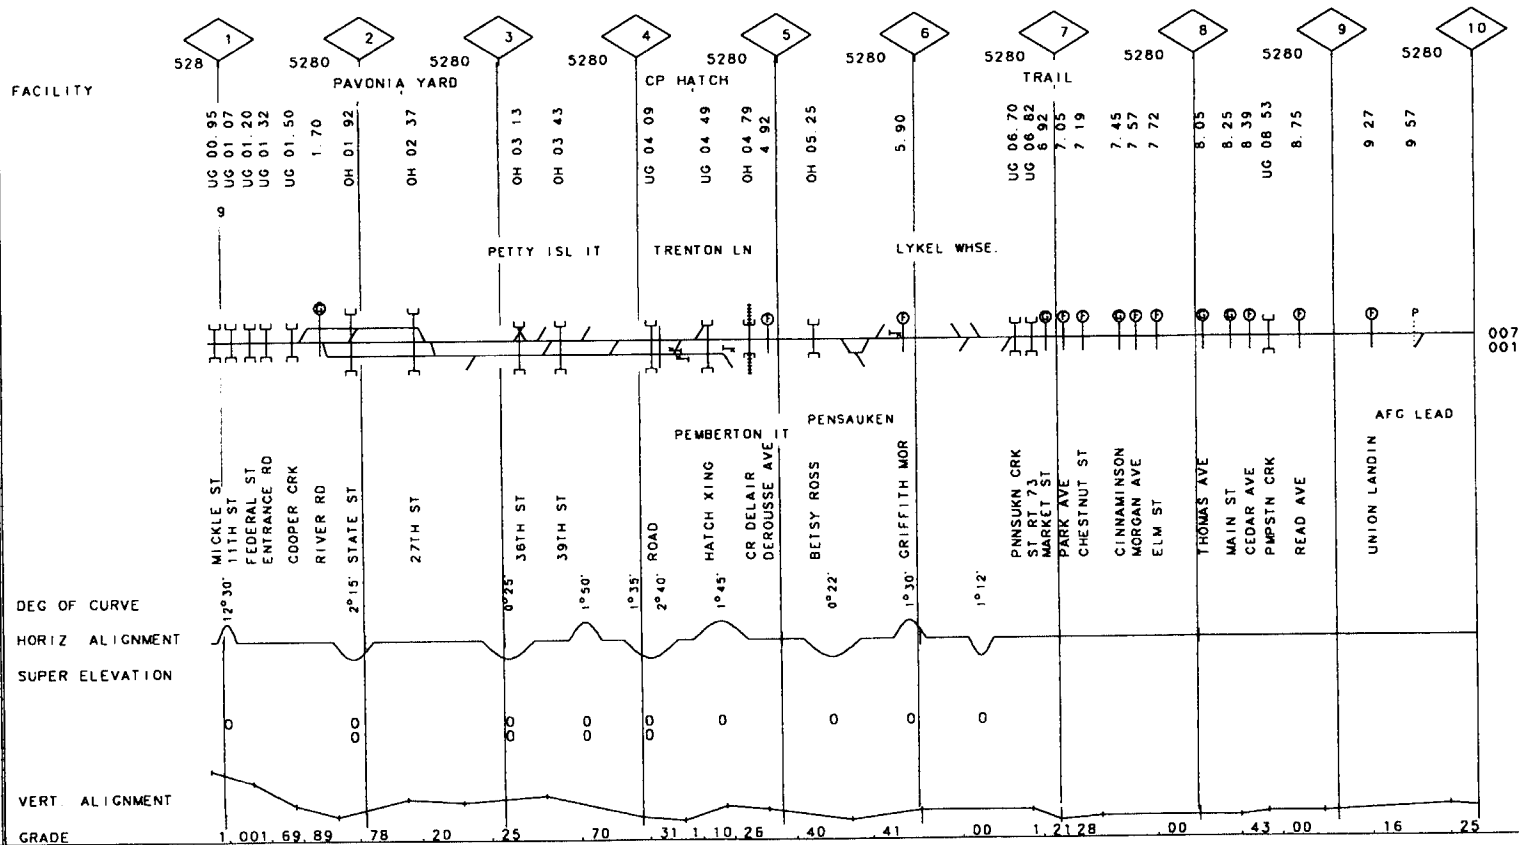 1 2 3 4 5 6 7 8 9 10
528 5280 5280 5280 5280 5280 5280 5280 5280 5280
FACILITY
PAVONIA YARD CP HATCH TRAIL
UG 00.95
UG 01 07
UG 01.20
UG 01 32
UG 01.50
1.70
OH 01 92
OH 02 37
OH 03 13
OH 03 43
UG 04 09
UG 04 49
OH 04 79
4 92
OH 05.25
5.90
UG 06.70
UG 06 82
6 92
7.05
7 19
7.45
7 57
7 72
8.05
8.25
8 39
UG 08 53
8.75
9 27
9 57
9
PETTY ISL IT TRENTON LN LYKEL WHSE.
G F F G F F G F F G G F F F P
007
001
PENSAUKEN AFG LEAD
PEMBERTON IT
MICKLE ST
11TH ST
FEDERAL ST
ENTRANCE RD
COOPER CRK
RIVER RD
STATE ST
27TH ST
36TH ST
39TH ST
ROAD
HATCH XING
CR DELAIR
DEROUSSE AVE
BETSY ROSS
GRIFFITH MOR
PNNSUKN CRK
ST RT 73
MARKET ST
PARK AVE
CHESTNUT ST
CINNAMINSON
MORGAN AVE
ELM ST
THOMAS AVE
MAIN ST
CEDAR AVE
PMPSTN CRK
READ AVE
UNION LANDIN
DEG OF CURVE 12°30' 2°15' 0°25' 1°50' 1°35' 2°40' 1°45' 0°22' 1°30' 1°12'
HORIZ ALIGNMENT
SUPER ELEVATION
0 0 0 0 0 0 0 0 0
0 0 0 0
VERT. ALIGNMENT
GRADE 1.001.69.89 .78 .20 .25 .70 .31 1.10.26 .40 .41 .00 1.21.28 .00 .43 .00 .16 .25